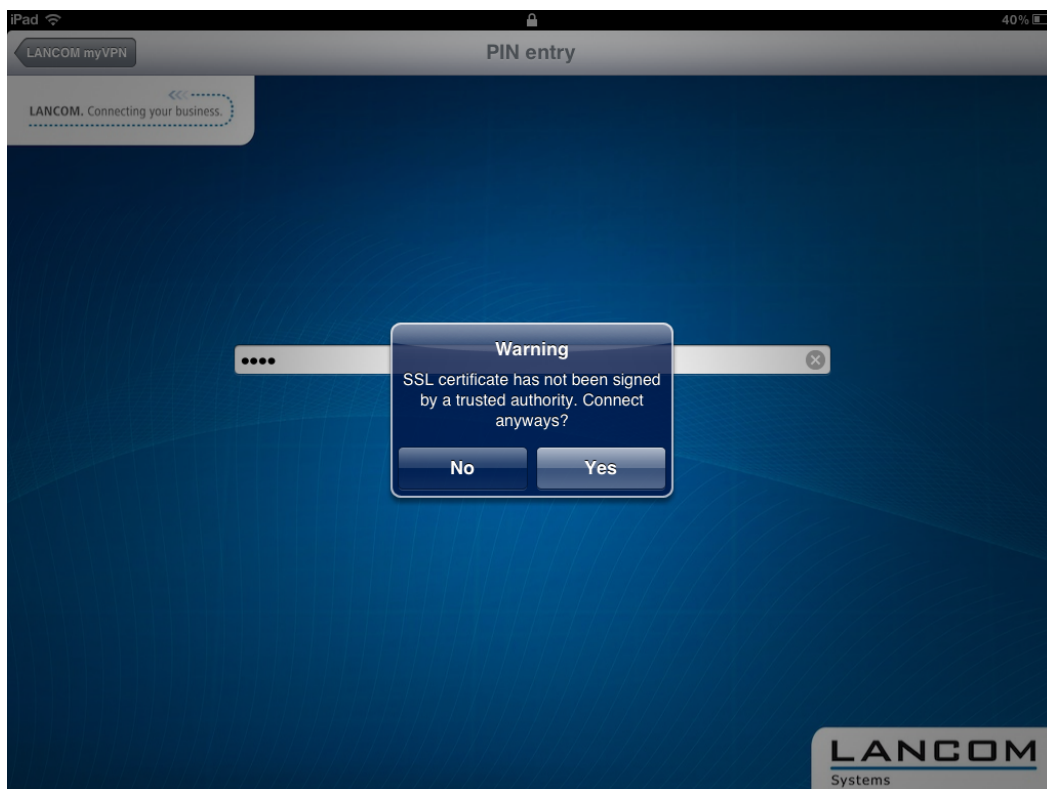 iPad
40%
LANCOM myVPN
PIN entry
LANCOM. Connecting your business.
••••
Warning
SSL certificate has not been signed
by a trusted authority. Connect
anyways?
No
Yes
LANCOM
Systems